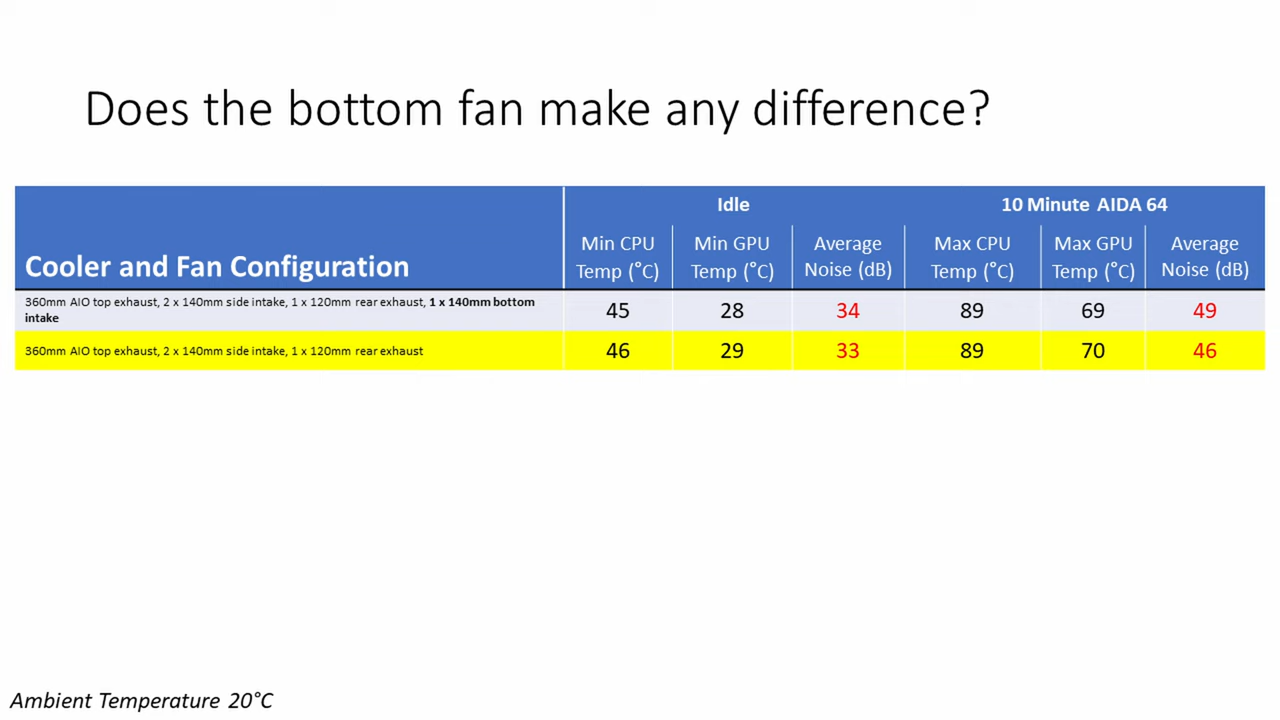 Does the bottom fan make any difference?
Idle 10 Minute AIDA 64
Cooler and Fan Configuration
Min CPU Temp (°C)
Min GPU Temp (°C)
Average Noise (dB)
Max CPU Temp (°C)
Max GPU Temp (°C)
Average Noise (dB)
360mm AIO top exhaust, 2 x 140mm side intake, 1 x 120mm rear exhaust, 1 x 140mm bottom
intake
45 28 34 89 69 49
360mm AIO top exhaust, 2 x 140mm side intake, 1 x 120mm rear exhaust
46 29 33 89 70 46
Ambient Temperature 20°C